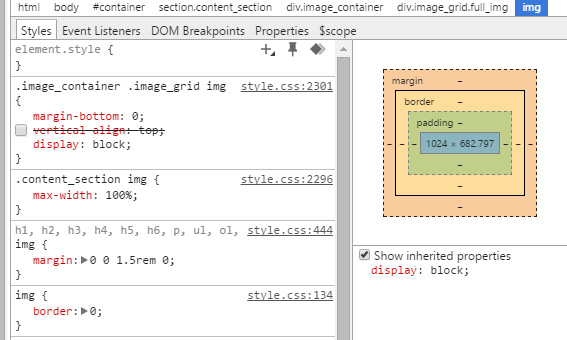 html body #container section.content_section div.image_container div.image_grid.full_img img
Styles Event Listeners DOM Breakpoints Properties $scope
element.style {
}
.image_container .image_grid img style.css:2301
{
margin-bottom: 0;
vertical-align: top;
display: block;
}
.content_section img { style.css:2296
max-width: 100%;
}
h1, h2, h3, h4, h5, h6, p, ul, ol, style.css:444
img {
margin: 0 0 1.5rem 0;
}
img { style.css:134
border: 0;
}
margin –
border –
padding –
– – – 1024 × 682.797 – – –
–
–
–
Show inherited properties
display: block;